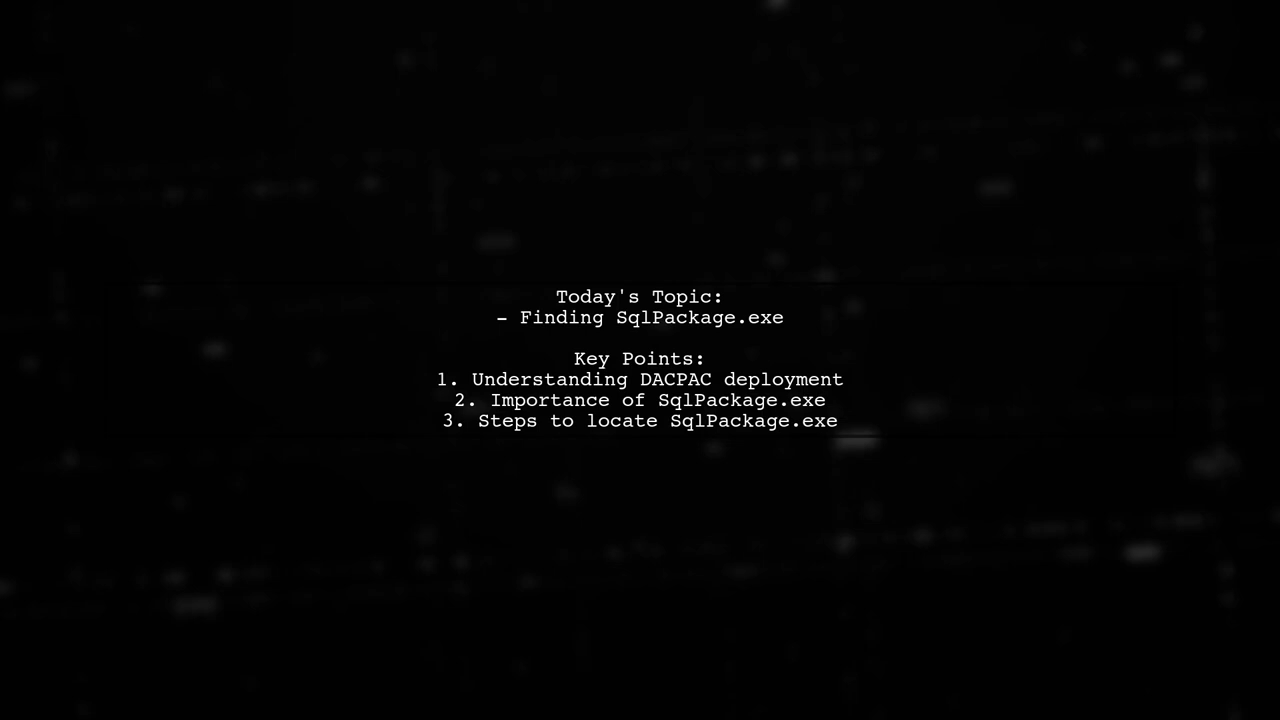 Today's Topic:
– Finding SqlPackage.exe
Key Points:
1. Understanding DACPAC deployment
2. Importance of SqlPackage.exe
3. Steps to locate SqlPackage.exe